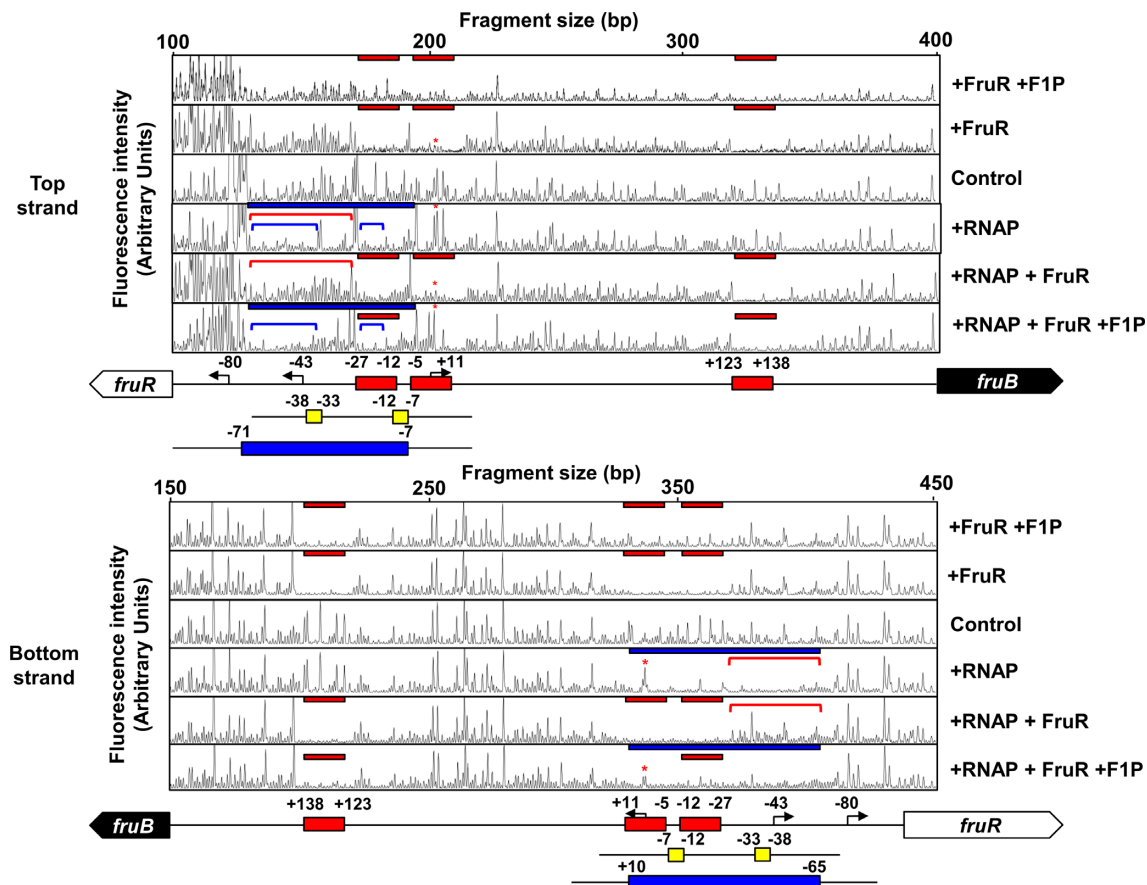 Fragment size (bp)
100 200 300 400
Top
strand
Fluorescence intensity
(Arbitrary Units)
+FruR +F1P
+FruR
*
Control
+RNAP
*
+RNAP + FruR
*
+RNAP + FruR +F1P
*
-80 -43 -27 -12 -5 +11 +123 +138
fruR fruB
-38 -33 -12 -7
-71 -7
Fragment size (bp)
150 250 350 450
Bottom
strand
Fluorescence intensity
(Arbitrary Units)
+FruR +F1P
+FruR
Control
+RNAP
*
+RNAP + FruR
+RNAP + FruR +F1P
*
+138 +123 +11 -5 -12 -27 -43 -80
fruB fruR
-7 -12 -33 -38
+10 -65